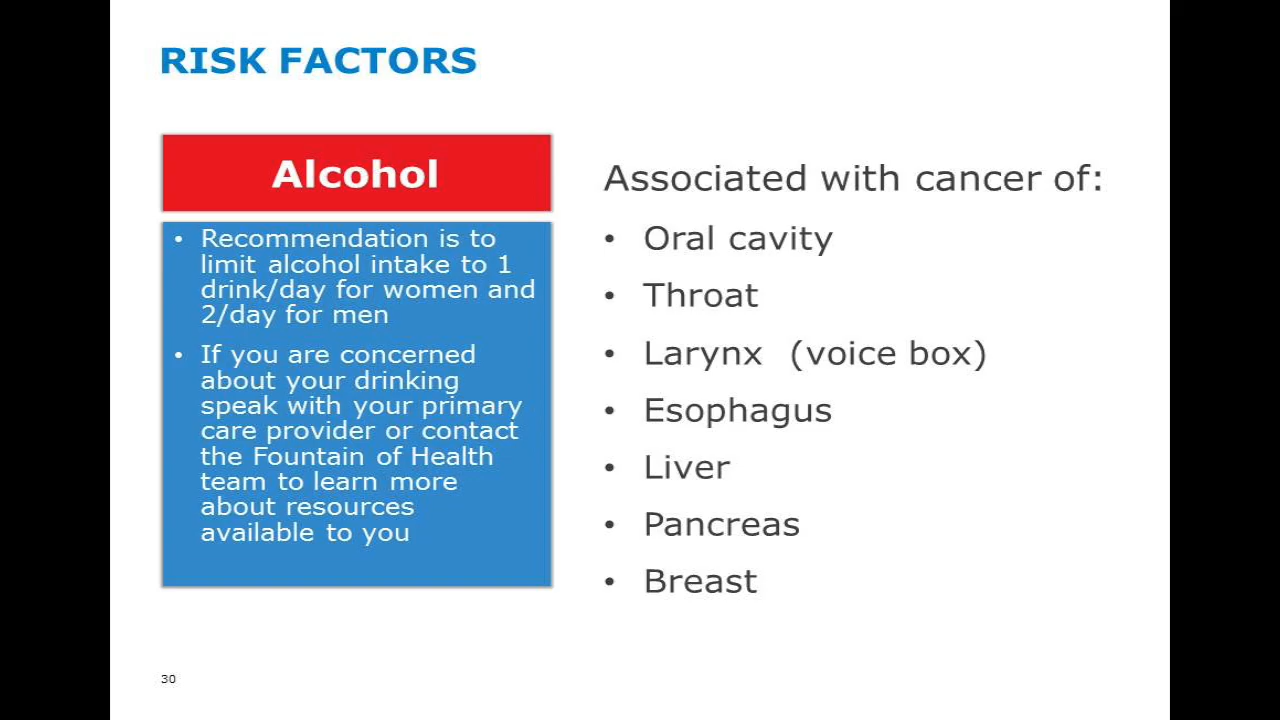 RISK FACTORS
Alcohol
• Recommendation is to
limit alcohol intake to 1
drink/day for women and
2/day for men
• If you are concerned
about your drinking
speak with your primary
care provider or contact
the Fountain of Health
team to learn more
about resources
available to you
Associated with cancer of:
• Oral cavity
• Throat
• Larynx (voice box)
• Esophagus
• Liver
• Pancreas
• Breast
30